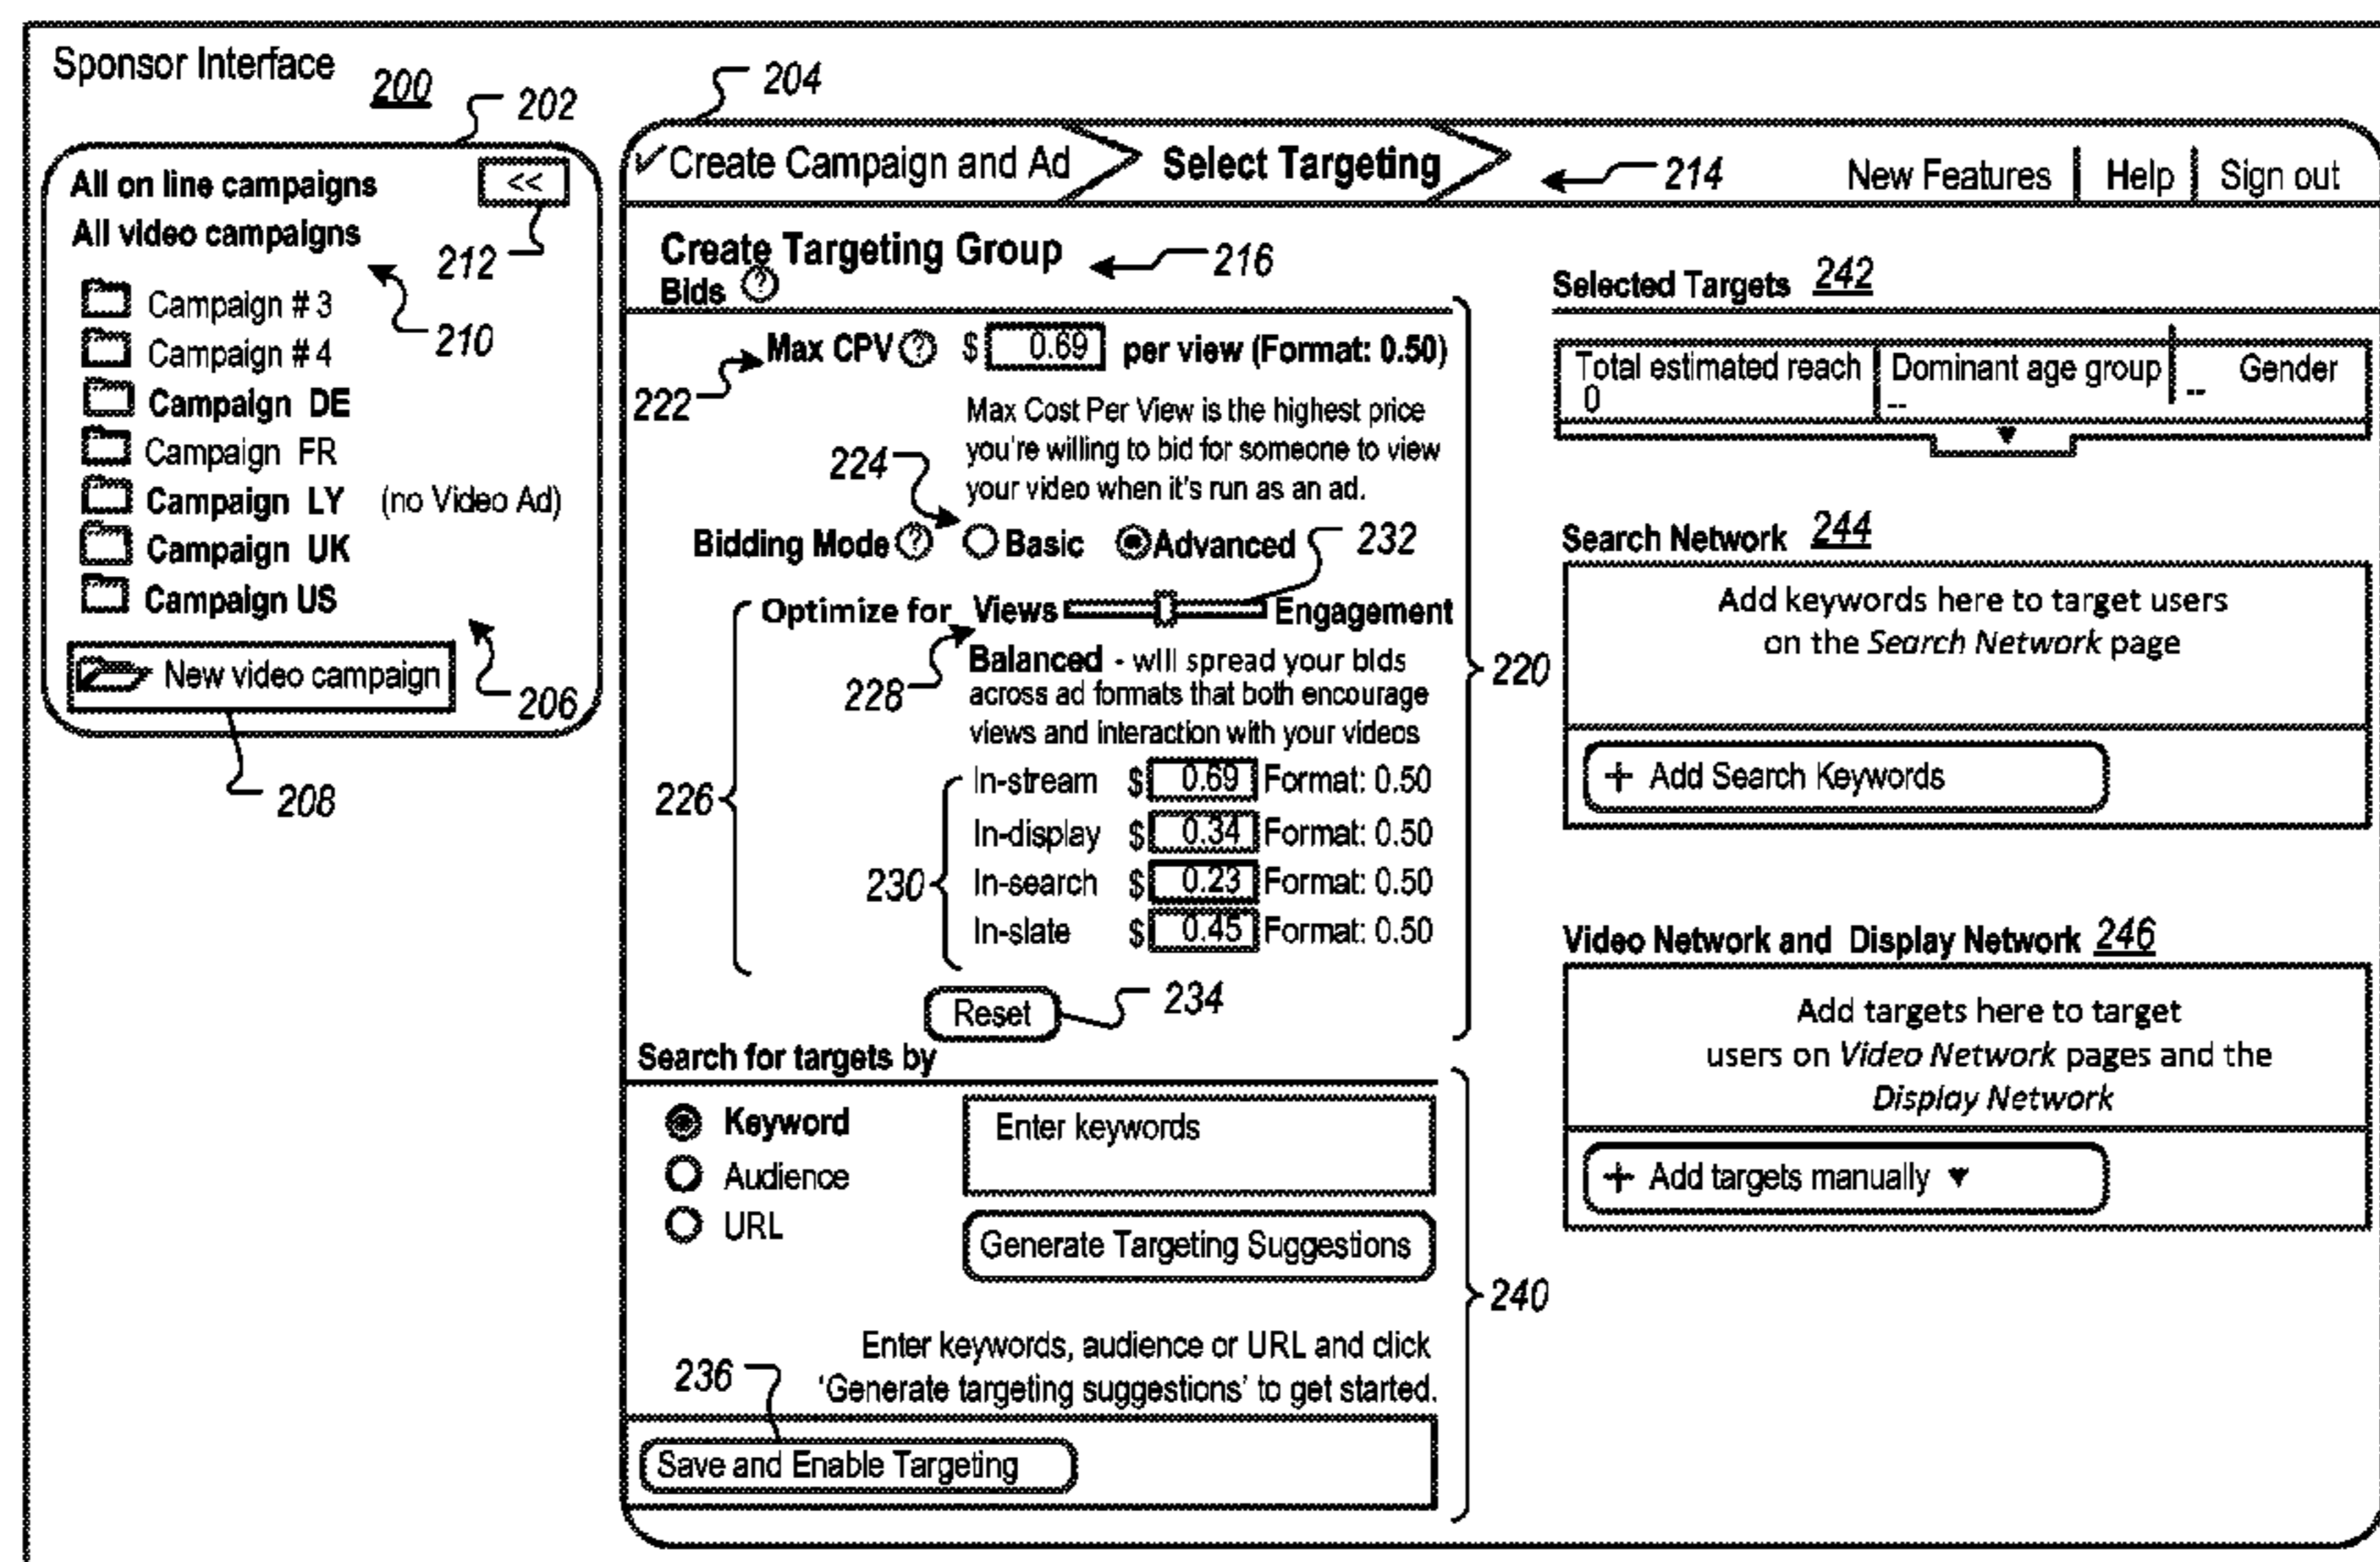 Sponsor Interface 200
202
All on line campaigns <<
All video campaigns
212
Campaign # 3
Campaign # 4
210
Campaign DE
Campaign FR
Campaign LY (no Video Ad)
Campaign UK
Campaign US
New video campaign
206
208
204
✓Create Campaign and Ad Select Targeting 214 New Features | Help | Sign out
Create Targeting Group 216
Bids ?
Max CPV ? $ 0.69 per view (Format: 0.50)
222
Max Cost Per View is the highest price
you're willing to bid for someone to view
your video when it's run as an ad.
224
Bidding Mode ? Basic Advanced 232
Optimize for Views Engagement
Balanced - will spread your bids
across ad formats that both encourage
views and interaction with your videos
228
220
226
In-stream $ 0.69 Format: 0.50
In-display $ 0.34 Format: 0.50
230
In-search $ 0.23 Format: 0.50
In-slate $ 0.45 Format: 0.50
Reset 234
Search for targets by
Keyword
Audience
URL
Enter keywords
Generate Targeting Suggestions
240
Enter keywords, audience or URL and click
'Generate targeting suggestions' to get started.
236
Save and Enable Targeting
Selected Targets 242
Total estimated reach Dominant age group Gender
0 -- --
Search Network 244
Add keywords here to target users
on the Search Network page
+ Add Search Keywords
Video Network and Display Network 246
Add targets here to target
users on Video Network pages and the
Display Network
+ Add targets manually ▼